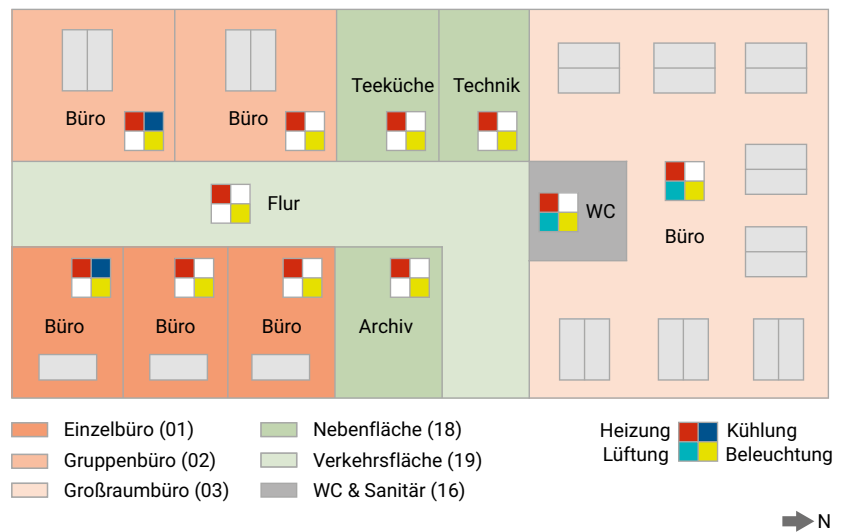 Teeküche
Technik
Büro
Büro
Flur
WC
Büro
Büro
Büro
Büro
Archiv
Einzelbüro (01)
Gruppenbüro (02)
Großraumbüro (03)
Nebenfläche (18)
Verkehrsfläche (19)
WC & Sanitär (16)
Heizung
Kühlung
Lüftung
Beleuchtung
N